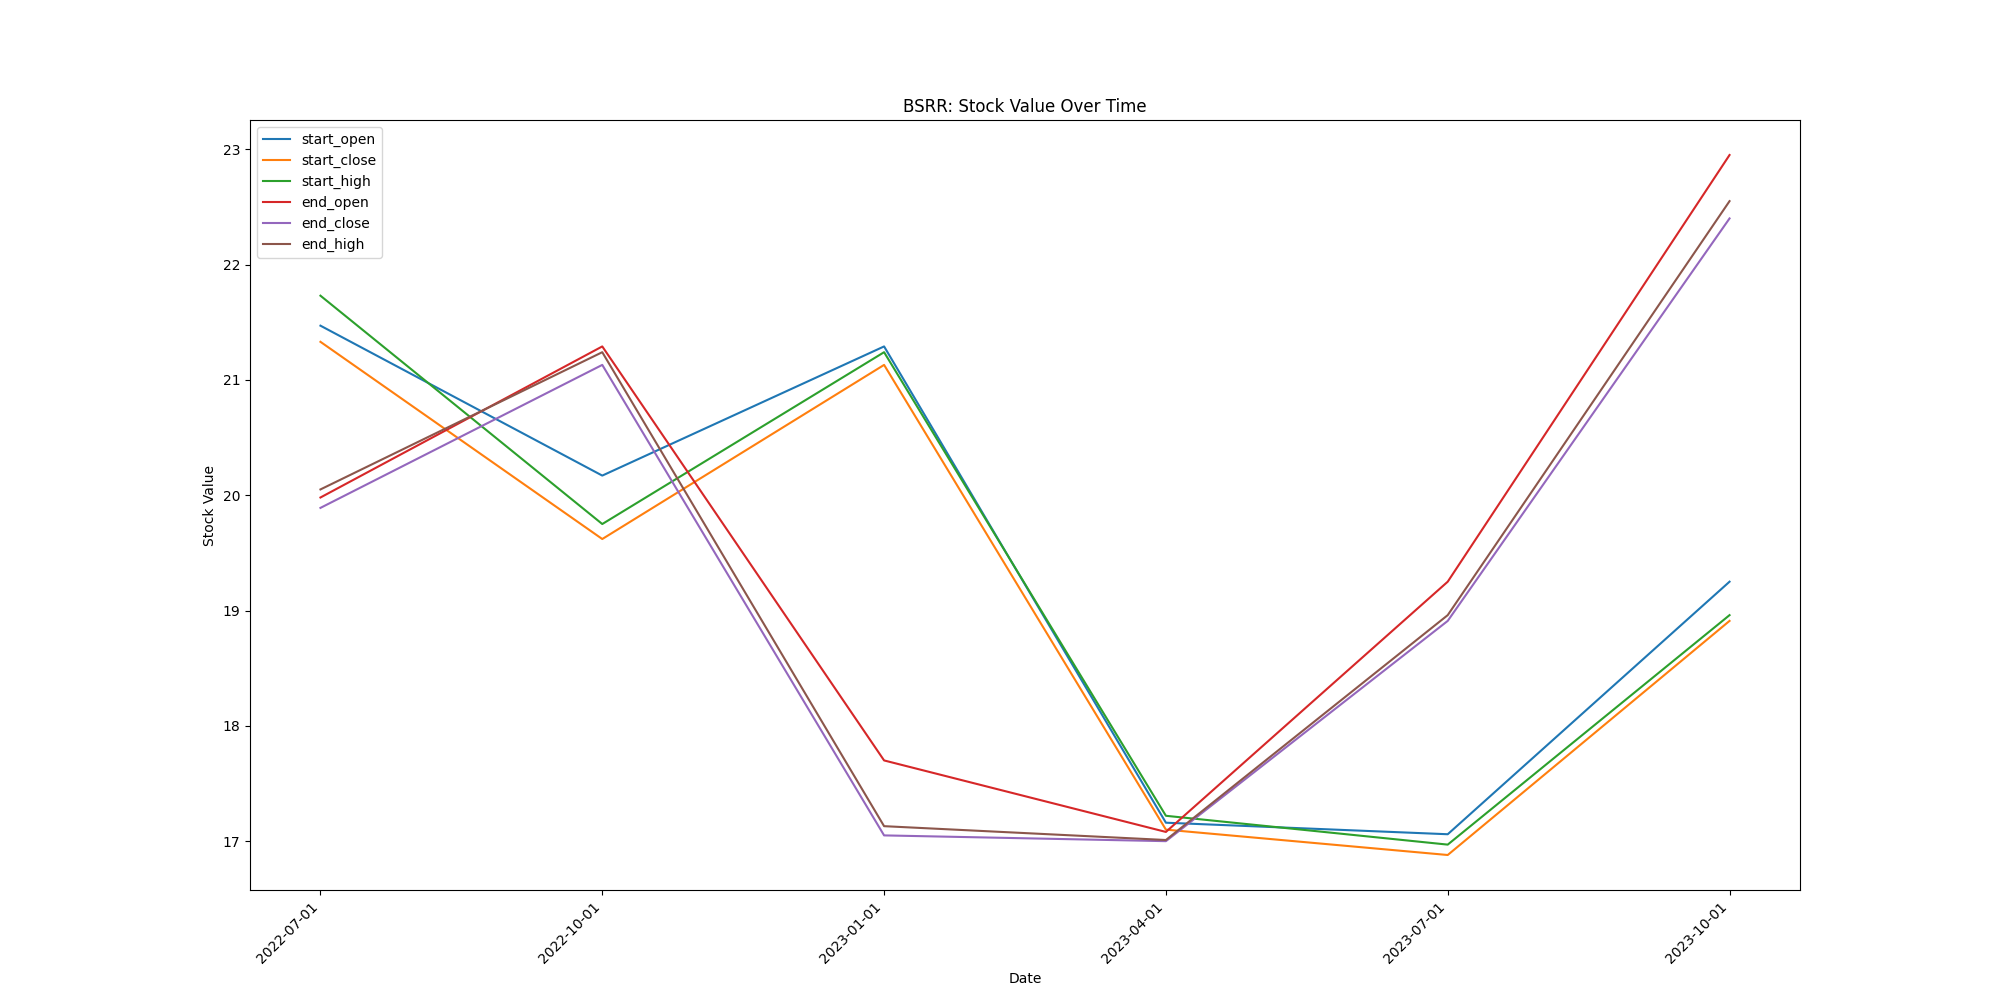 BSRR: Stock Value Over Time
start_open
start_close
start_high
end_open
end_close
end_high
Stock Value
23
22
21
20
19
18
17
2022-07-01
2022-10-01
2023-01-01
2023-04-01
2023-07-01
2023-10-01
Date